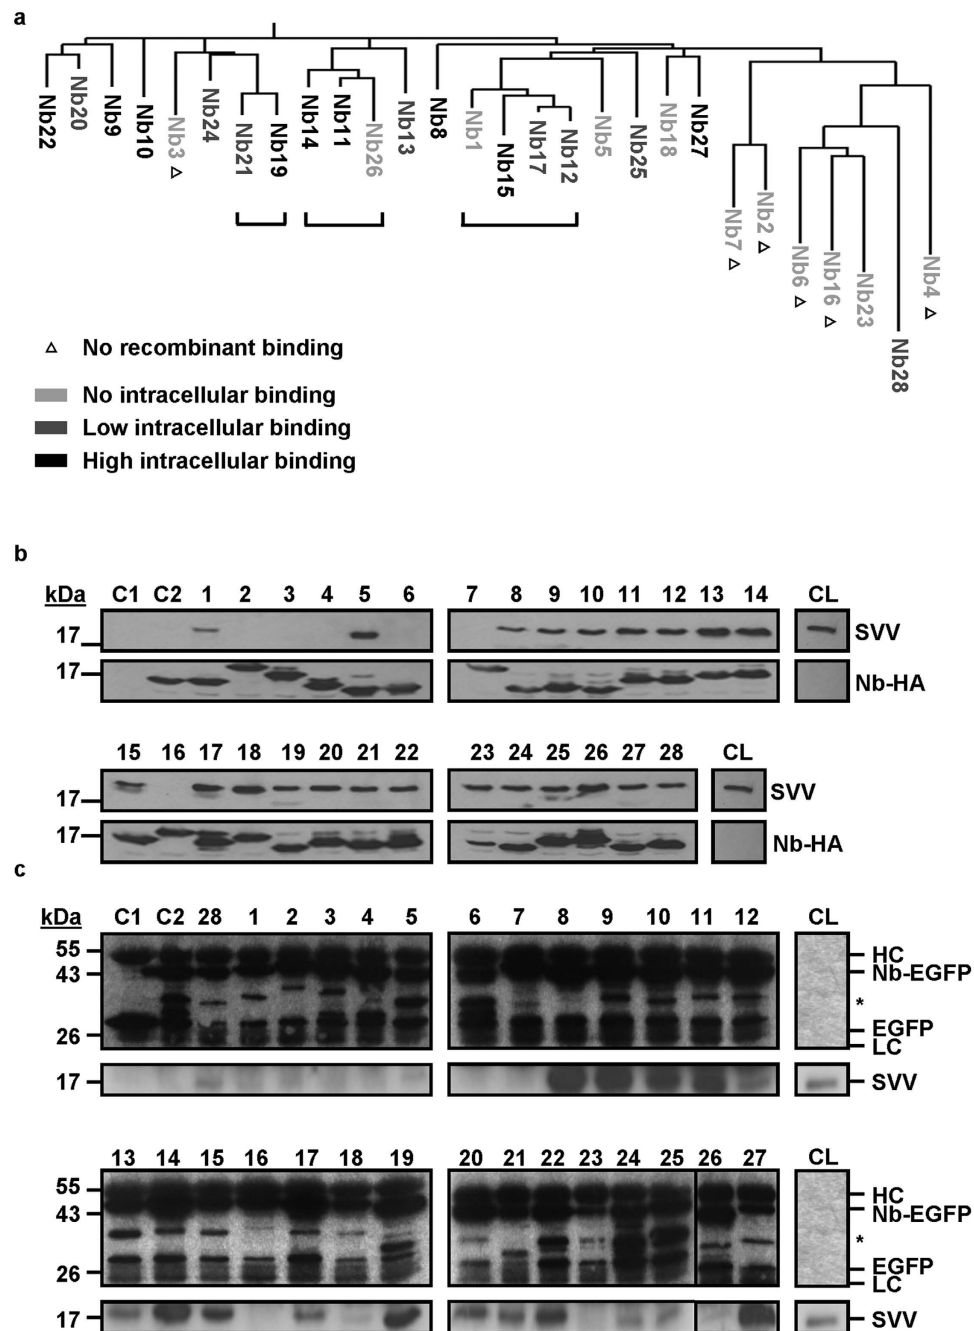 a
Nb22 Nb20 Nb9 Nb10 Nb3 Nb24 Nb21 Nb19 Nb14 Nb11 Nb26 Nb13 Nb8 Nb1 Nb15 Nb17 Nb12 Nb5 Nb25 Nb18 Nb27 Nb7 Nb2 Nb6 Nb16 Nb23 Nb28 Nb4
No recombinant binding
No intracellular binding
Low intracellular binding
High intracellular binding
b
kDa C1 C2 1 2 3 4 5 6 7 8 9 10 11 12 13 14 CL
17 SVV
17 Nb-HA
15 16 17 18 19 20 21 22 23 24 25 26 27 28 CL
17 SVV
17 Nb-HA
c
kDa C1 C2 28 1 2 3 4 5 6 7 8 9 10 11 12 CL
55 HC
43 Nb-EGFP
*
26 EGFP
LC
17 SVV
13 14 15 16 17 18 19 20 21 22 23 24 25 26 27 CL
55 HC
43 Nb-EGFP
*
26 EGFP
LC
17 SVV